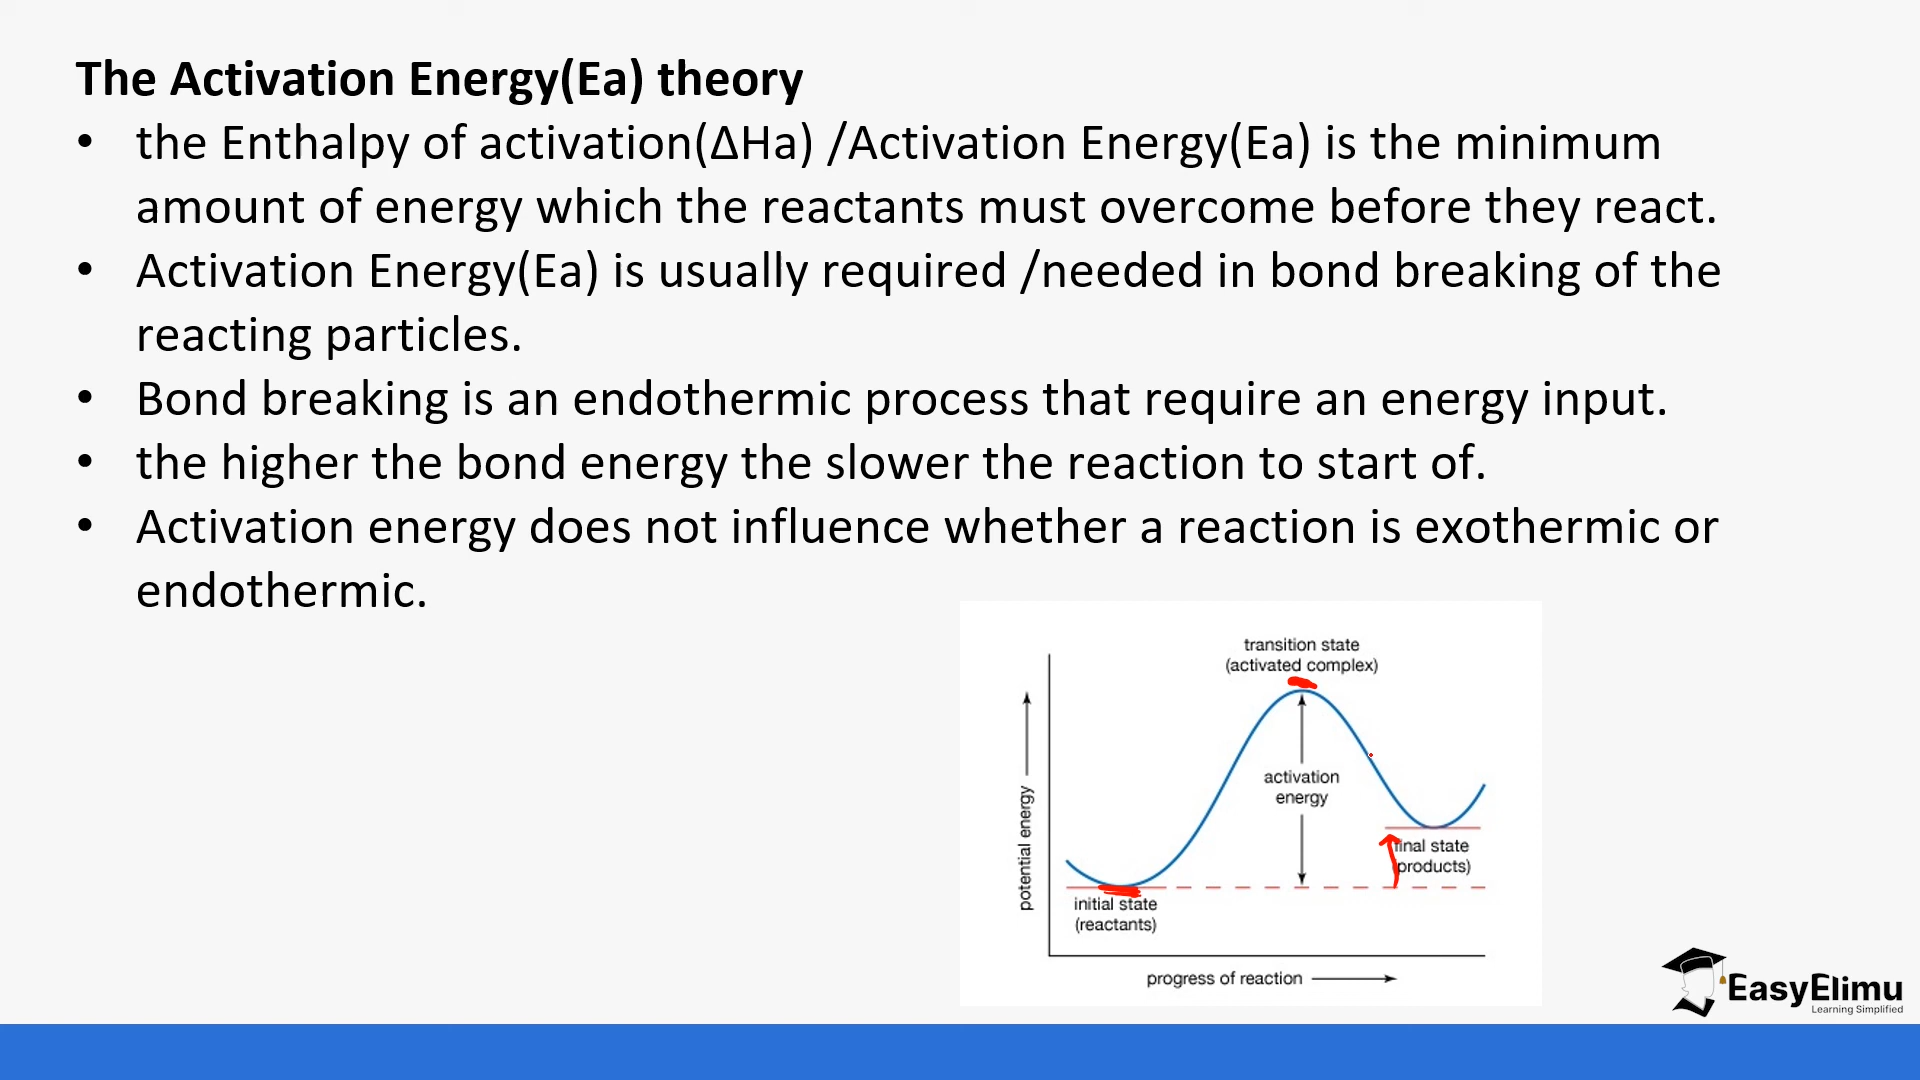 The Activation Energy(Ea) theory
• the Enthalpy of activation(ΔHa) /Activation Energy(Ea) is the minimum
amount of energy which the reactants must overcome before they react.
• Activation Energy(Ea) is usually required /needed in bond breaking of the
reacting particles.
• Bond breaking is an endothermic process that require an energy input.
• the higher the bond energy the slower the reaction to start of.
• Activation energy does not influence whether a reaction is exothermic or
endothermic.
transition state
(activated complex)
potential energy
activation
energy
final state
(products)
initial state
(reactants)
progress of reaction
EasyElimu
Learning Simplified